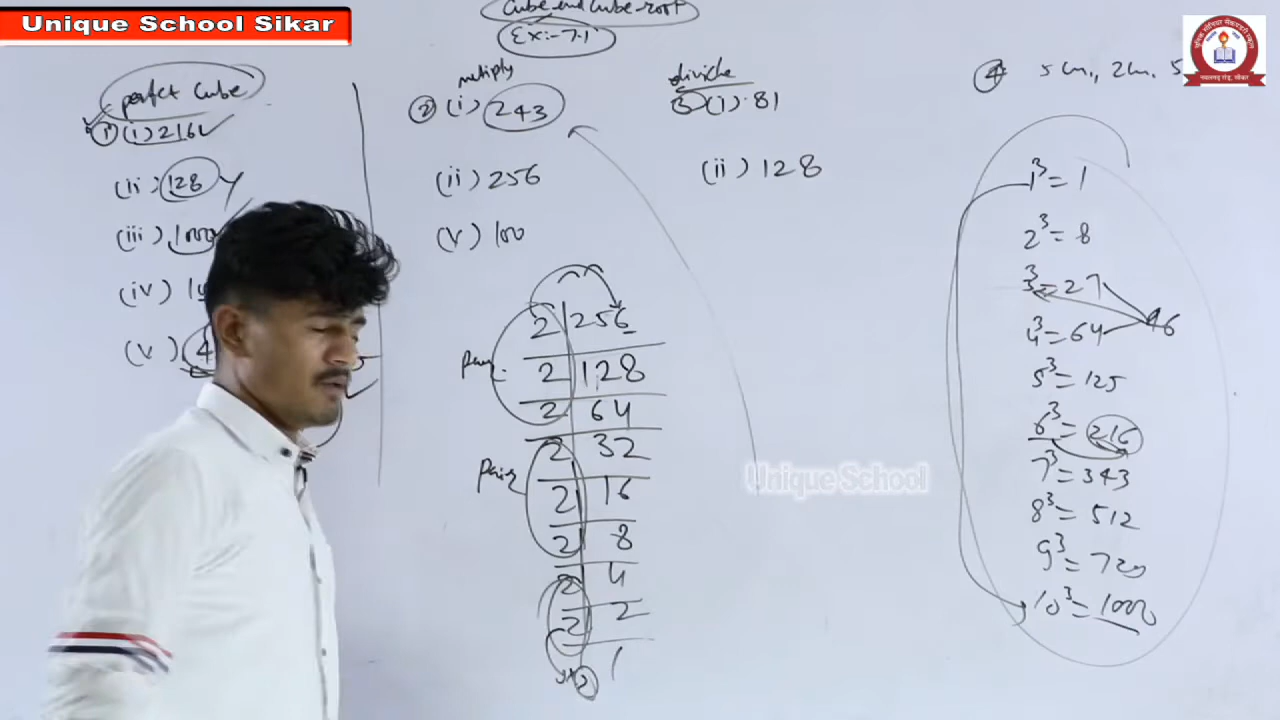 Unique School Sikar
Cube and Cube-root
Ex:-7.1
perfect Cube
① (i) 216 ✓
(ii) 128
(iii) 1000
(iv)
(v) 4
multiply
② (i) 243
(ii) 256
(v) 100
divide
③ (i) 81
(ii) 128
④ 5 cm, 2 cm, 5
2 | 256
2 | 128
2 | 64
2 | 32
2 | 16
2 | 8
2 | 4
2 | 2
1
2
1³ = 1
2³ = 8
3³ = 27
4³ = 64
46
5³ = 125
6³ = 216
7³ = 343
8³ = 512
9³ = 729
10³ = 1000
Unique School